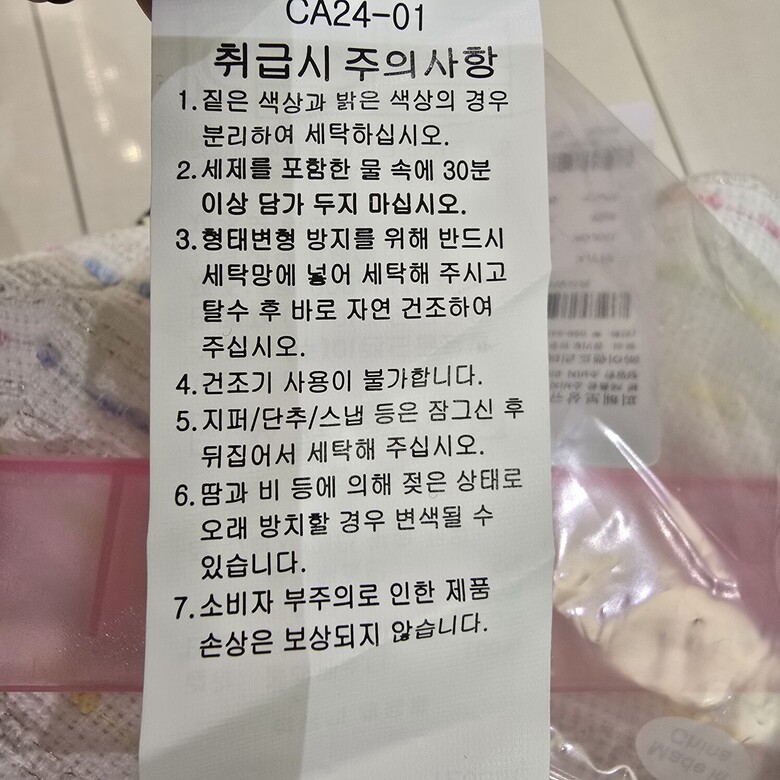 CA24-01
취급시 주의사항
1.짙은 색상과 밝은 색상의 경우
분리하여 세탁하십시오.
2.세제를 포함한 물 속에 30분
이상 담가 두지 마십시오.
3.형태변형 방지를 위해 반드시
세탁망에 넣어 세탁해 주시고
탈수 후 바로 자연 건조하여
주십시오.
4.건조기 사용이 불가합니다.
5.지퍼/단추/스냅 등은 잠그신 후
뒤집어서 세탁해 주십시오.
6.땀과 비 등에 의해 젖은 상태로
오래 방치할 경우 변색될 수
있습니다.
7.소비자 부주의로 인한 제품
손상은 보상되지 않습니다.